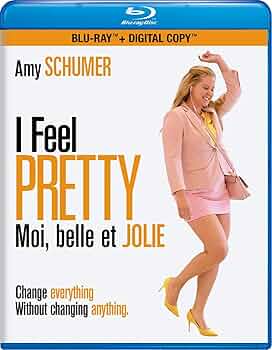 Blu-ray Disc
BLU-RAY™ + DIGITAL COPY™
Amy SCHUMER
I Feel
PRETTY
Moi, belle et JOLIE
Change everything
Without changing anything.